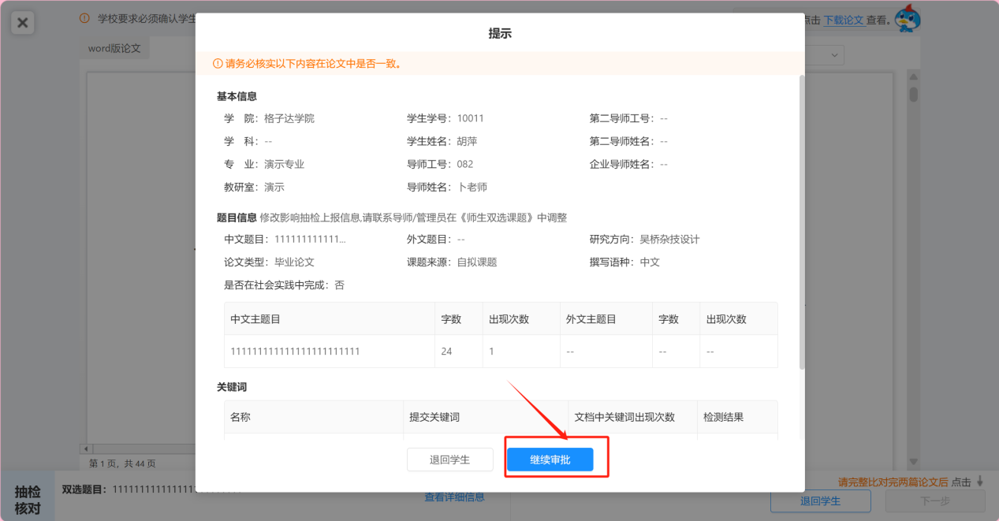 学校要求必须确认学生
点击 下载论文 查看。
word版论文
提示
请务必核实以下内容在论文中是否一致。
基本信息
学 院：格子达学院 学生学号：10011 第二导师工号：--
学 科：-- 学生姓名：胡萍 第二导师姓名：--
专 业：演示专业 导师工号：082 企业导师姓名：--
教研室：演示 导师姓名：卜老师
题目信息 修改影响抽检上报信息,请联系导师/管理员在《师生双选课题》中调整
中文题目：111111111111... 外文题目：-- 研究方向：吴桥杂技设计
论文类型：毕业论文 课题来源：自拟课题 撰写语种：中文
是否在社会实践中完成：否
中文主题目 字数 出现次数 外文主题目 字数 出现次数
111111111111111111111111 24 1 -- -- --
关键词
名称 提交关键词 文档中关键词出现次数 检测结果
退回学生 继续审批
第 1 页，共 44 页
抽检
核对
双选题目：
查看详细信息
请完整比对完两篇论文后 点击
退回学生 下一步